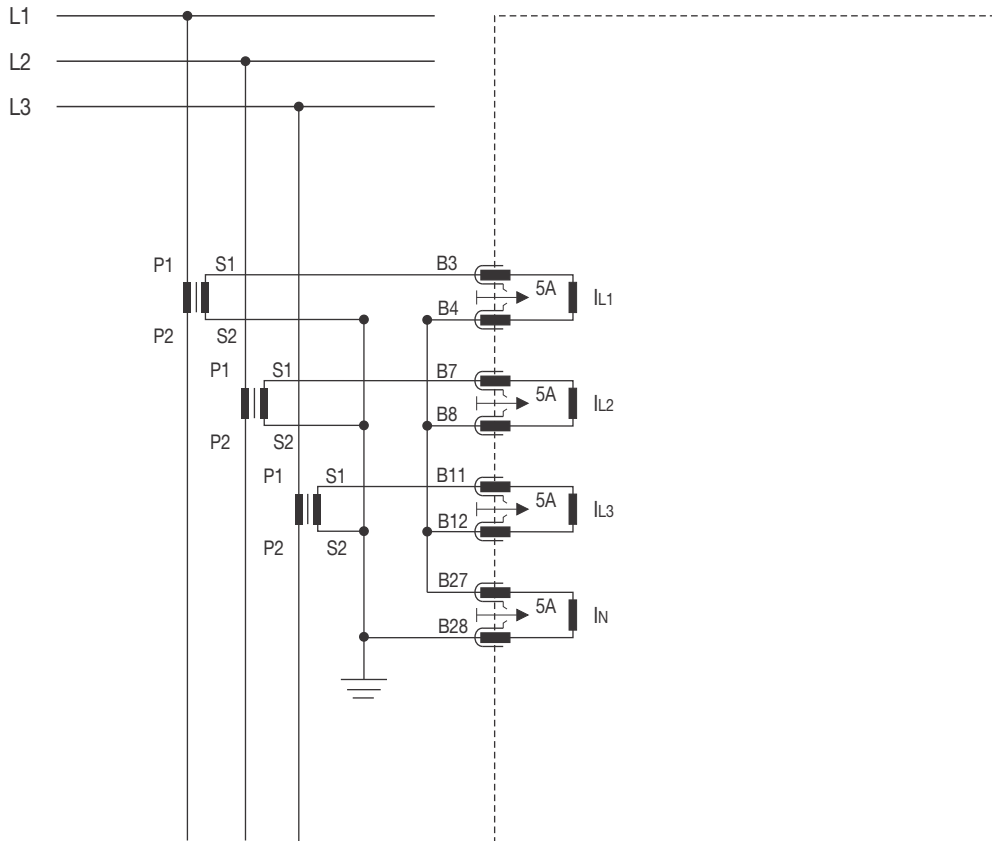 L1
L2
L3
P1 S1 B3 5A IL1
B4
P2 S2
P1 S1 B7 5A IL2
B8
P2 S2
P1 S1 B11 5A IL3
B12
P2 S2
B27 5A IN
B28